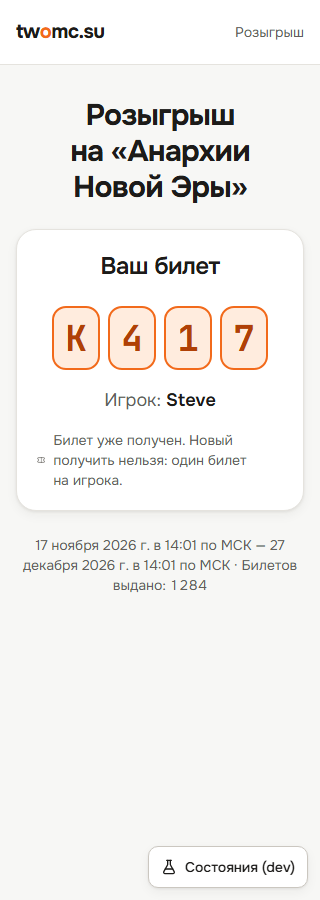 twomc.su
Розыгрыш
Розыгрыш
на «Анархии
Новой Эры»
Ваш билет
K 4 1 7
Игрок: Steve
Билет уже получен. Новый
получить нельзя: один билет
на игрока.
17 ноября 2026 г. в 14:01 по МСК — 27
декабря 2026 г. в 14:01 по МСК · Билетов
выдано: 1 284
Состояния (dev)